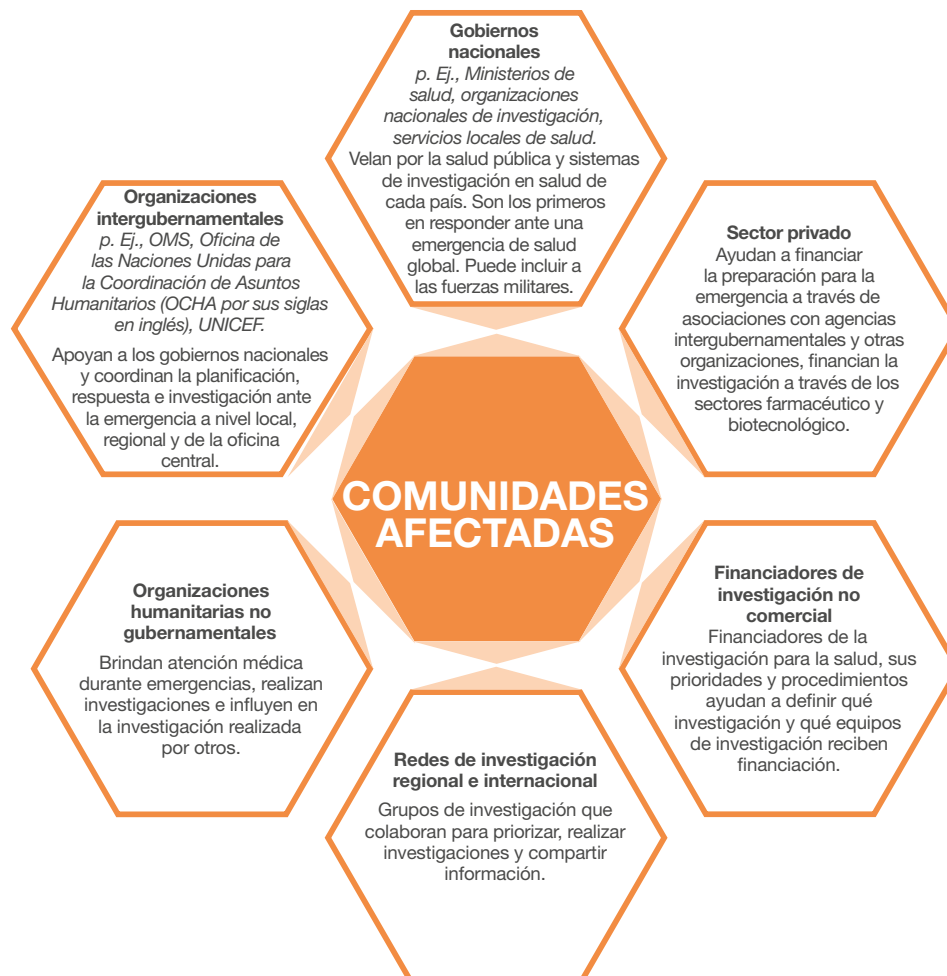 Gobiernos
nacionales
p. Ej., Ministerios de
salud, organizaciones
nacionales de investigación,
servicios locales de salud.
Velan por la salud pública y sistemas
de investigación en salud de
cada país. Son los primeros
en responder ante una
emergencia de salud
global. Puede incluir a
las fuerzas militares.
Organizaciones
intergubernamentales
p. Ej., OMS, Oficina de
las Naciones Unidas para
la Coordinación de Asuntos
Humanitarios (OCHA por sus siglas
en inglés), UNICEF.
Apoyan a los gobiernos nacionales
y coordinan la planificación,
respuesta e investigación ante
la emergencia a nivel local,
regional y de la oficina
central.
Sector privado
Ayudan a financiar
la preparación para la
emergencia a través de
asociaciones con agencias
intergubernamentales y otras
organizaciones, financian la
investigación a través de los
sectores farmacéutico y
biotecnológico.
COMUNIDADES
AFECTADAS
Organizaciones
humanitarias no
gubernamentales
Brindan atención médica
durante emergencias, realizan
investigaciones e influyen en
la investigación realizada
por otros.
Financiadores de
investigación no
comercial
Financiadores de la
investigación para la salud, sus
prioridades y procedimientos
ayudan a definir qué
investigación y qué equipos
de investigación reciben
financiación.
Redes de investigación
regional e internacional
Grupos de investigación que
colaboran para priorizar, realizar
investigaciones y compartir
información.